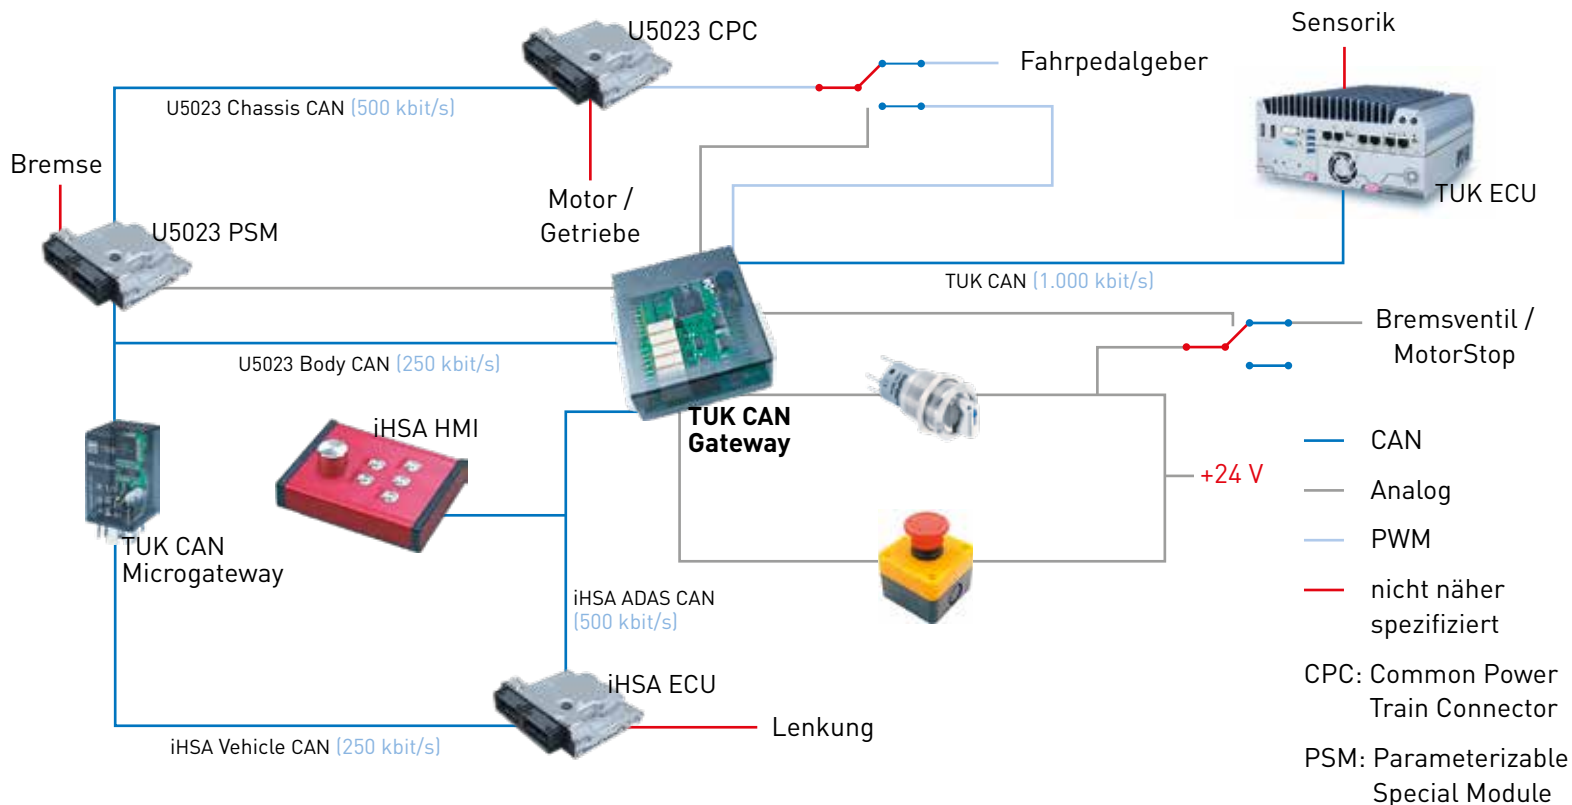 U5023 CPC
Sensorik
Fahrpedalgeber
U5023 Chassis CAN (500 kbit/s)
Bremse
Motor /
Getriebe
TUK ECU
U5023 PSM
TUK CAN (1.000 kbit/s)
Bremsventil /
MotorStop
U5023 Body CAN (250 kbit/s)
TUK CAN
Gateway
iHSA HMI
CAN
+24 V
Analog
PWM
TUK CAN
Microgateway
nicht näher
spezifiziert
iHSA ADAS CAN
(500 kbit/s)
iHSA ECU
CPC: Common Power
Train Connector
Lenkung
iHSA Vehicle CAN (250 kbit/s)
PSM: Parameterizable
Special Module